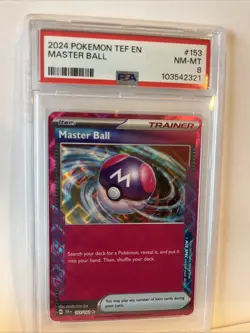 2024 POKEMON TEF EN #153
MASTER BALL NM-MT
8
PSA 103542321
Item TRAINER
Master Ball
Search your deck for a Pokémon, reveal it, and put it
into your hand. Then, shuffle your deck.
You may play any number of Item
cards during your turn.